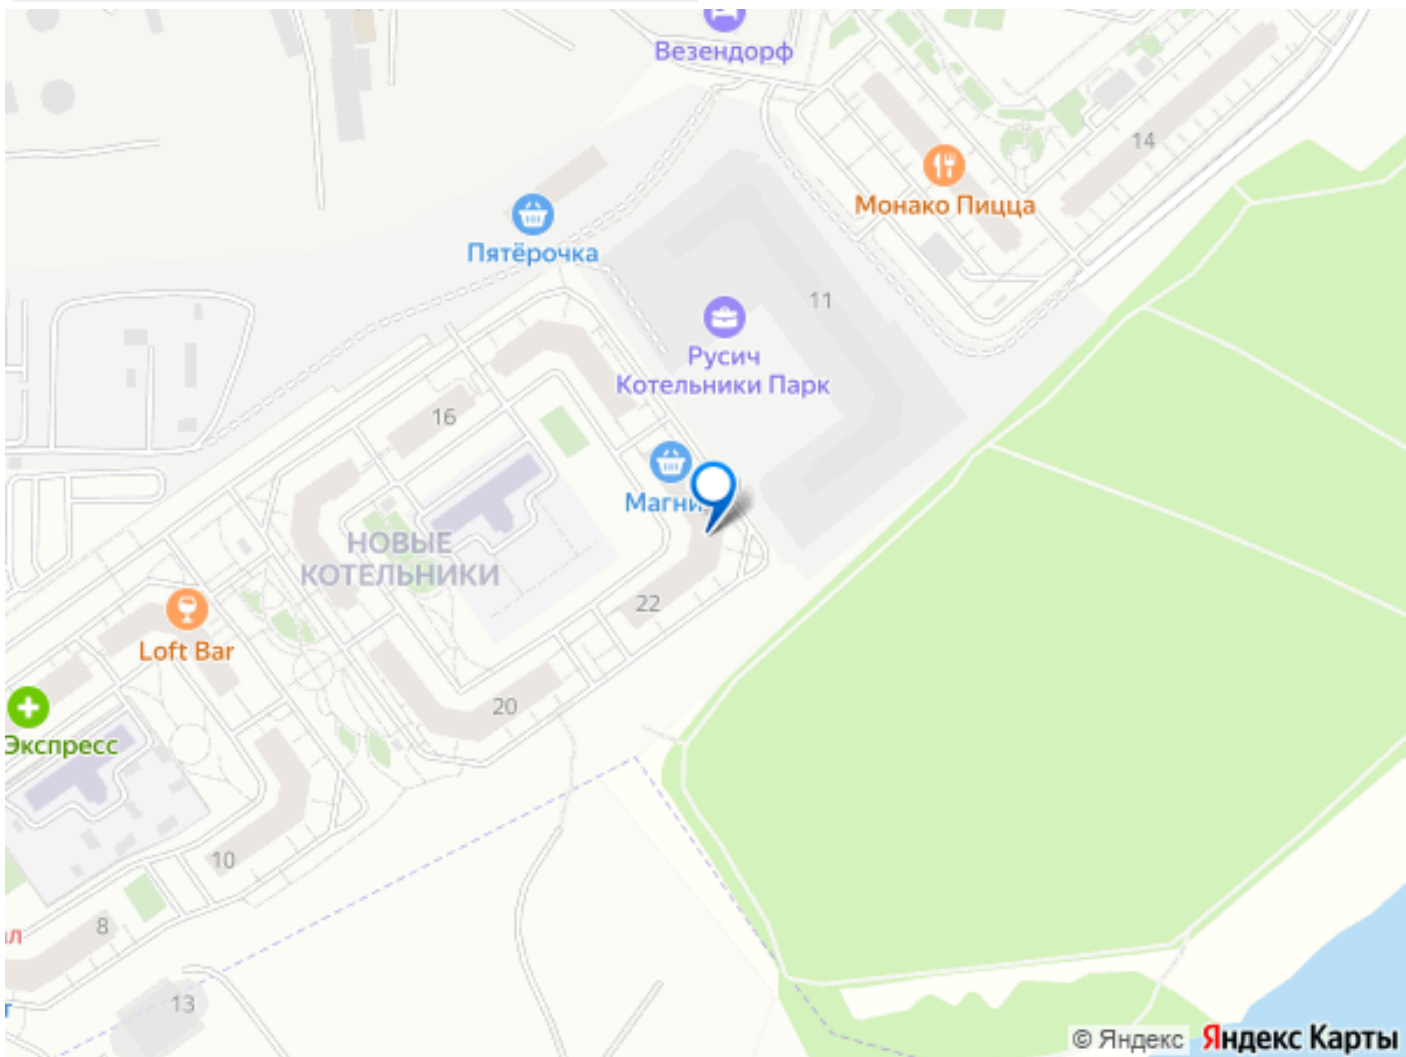 Везендорф
14
Монако Пицца
Пятёрочка
11
Русич
Котельники Парк
16
Магни
НОВЫЕ
КОТЕЛЬНИКИ
22
Loft Bar
20
Экспресс
10
8
л
13
т
© Яндекс Яндекс Карты